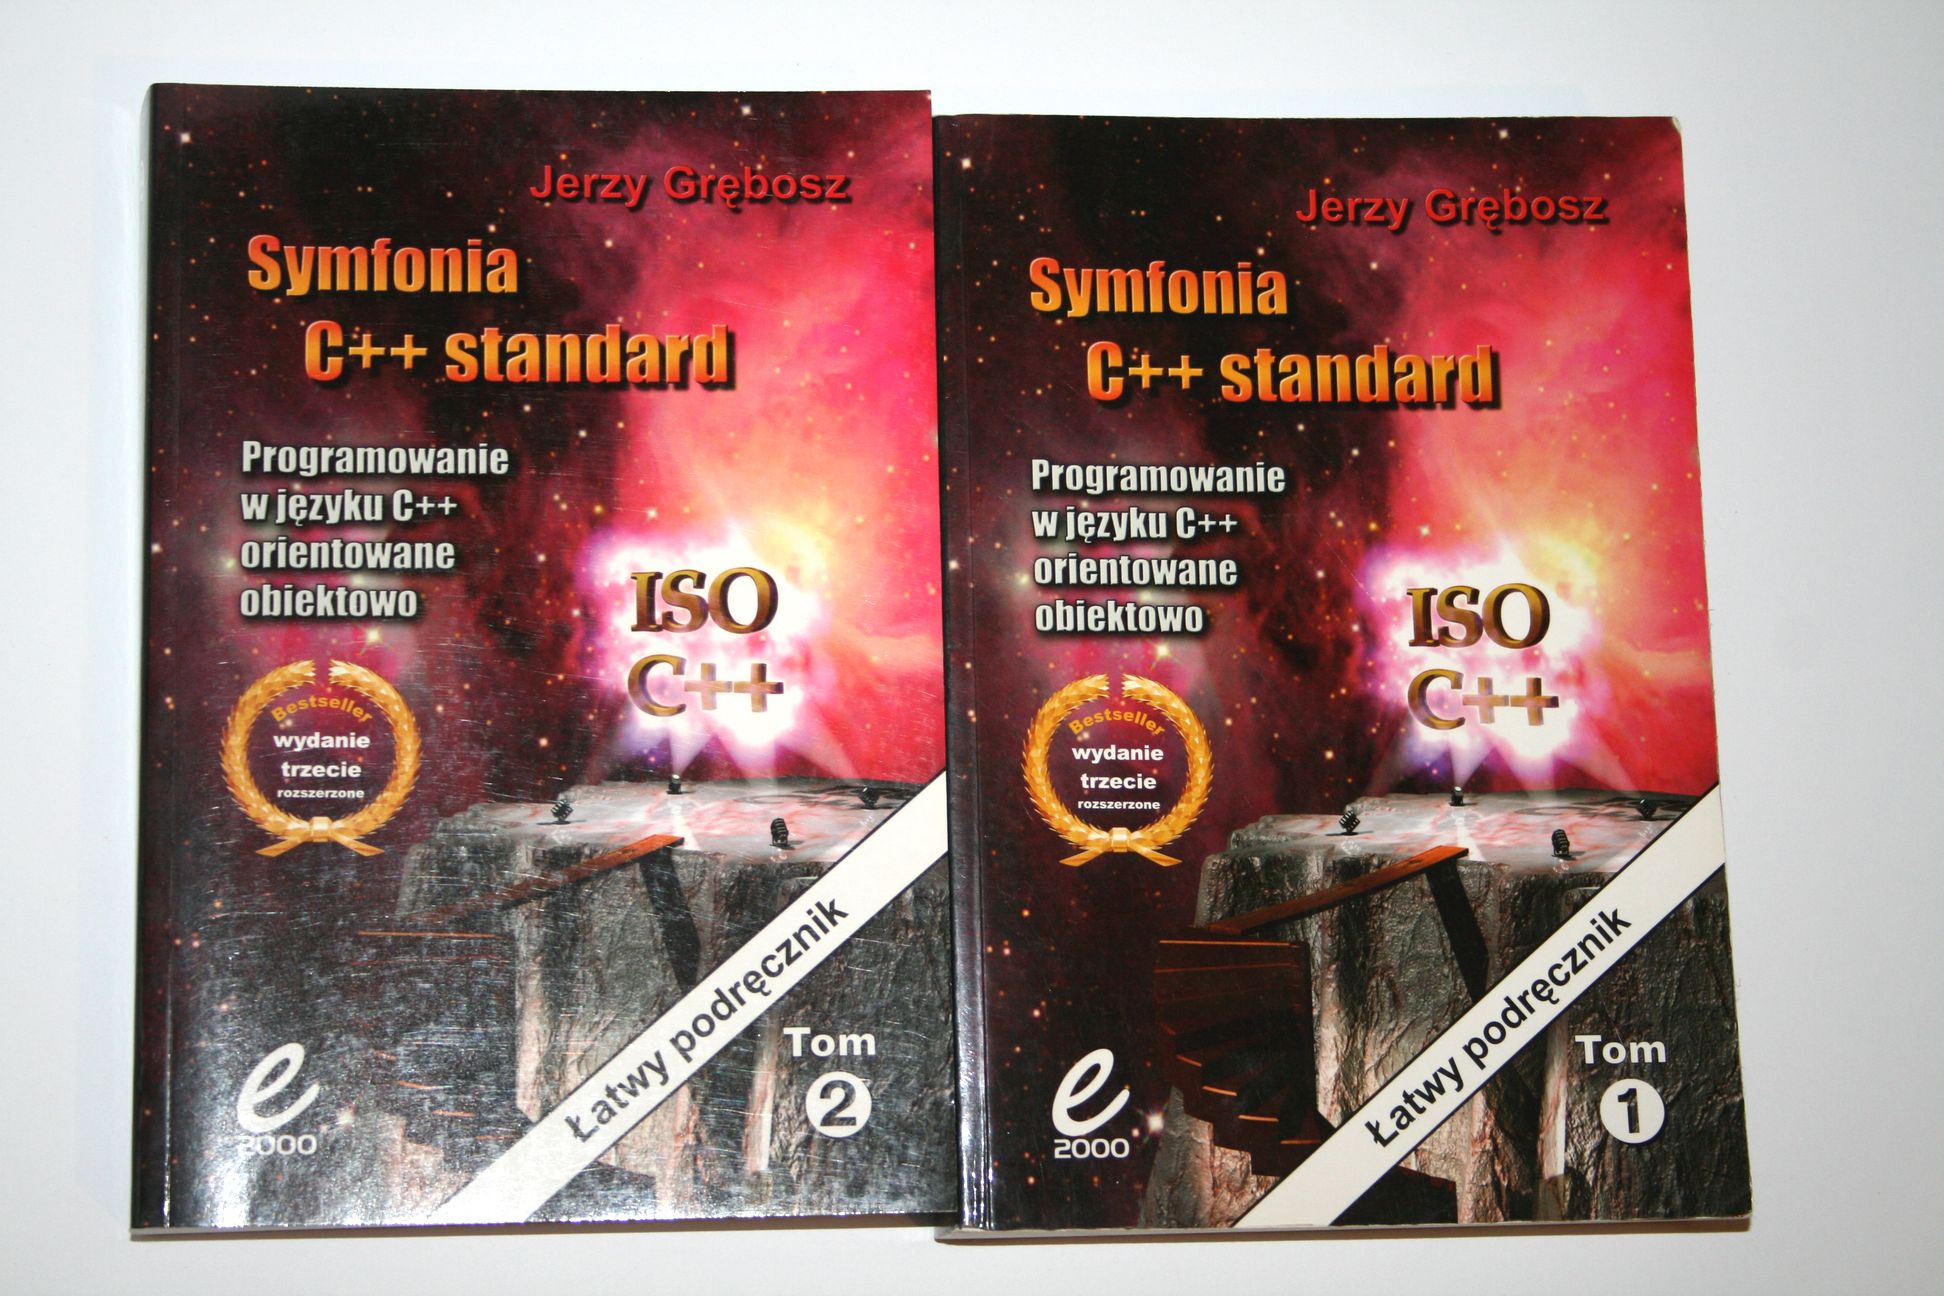 Jerzy Grębosz
Symfonia
C++ standard
Programowanie
w języku C++
orientowane
obiektowo
ISO
C++
Bestseller
wydanie
trzecie
rozszerzone
Łatwy podręcznik
Tom
2
e
2000
Jerzy Grębosz
Symfonia
C++ standard
Programowanie
w języku C++
orientowane
obiektowo
ISO
C++
Bestseller
wydanie
trzecie
rozszerzone
Łatwy podręcznik
Tom
1
e
2000